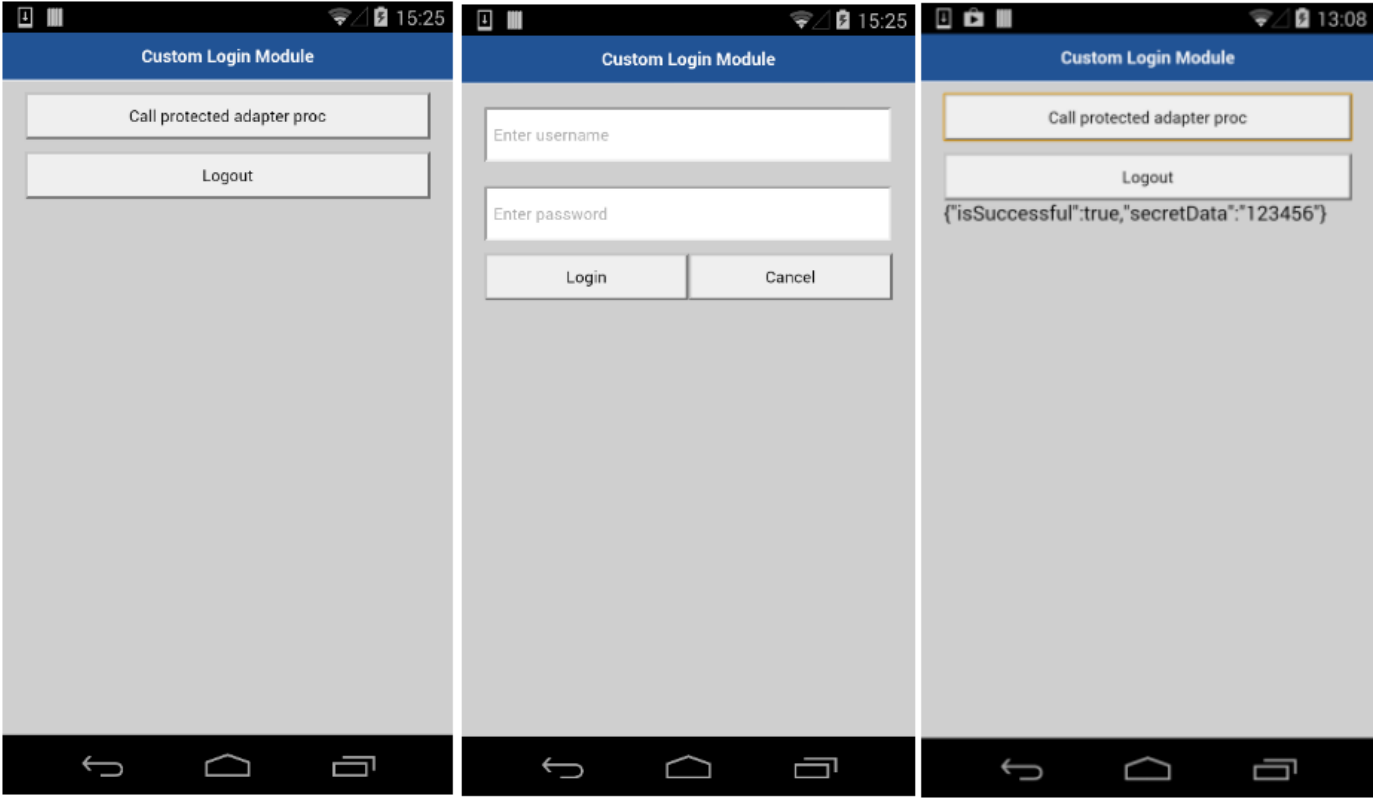 15:25
Custom Login Module
Call protected adapter proc
Logout
15:25
Custom Login Module
Enter username
Enter password
Login Cancel
13:08
Custom Login Module
Call protected adapter proc
Logout
{"isSuccessful":true,"secretData":"123456"}